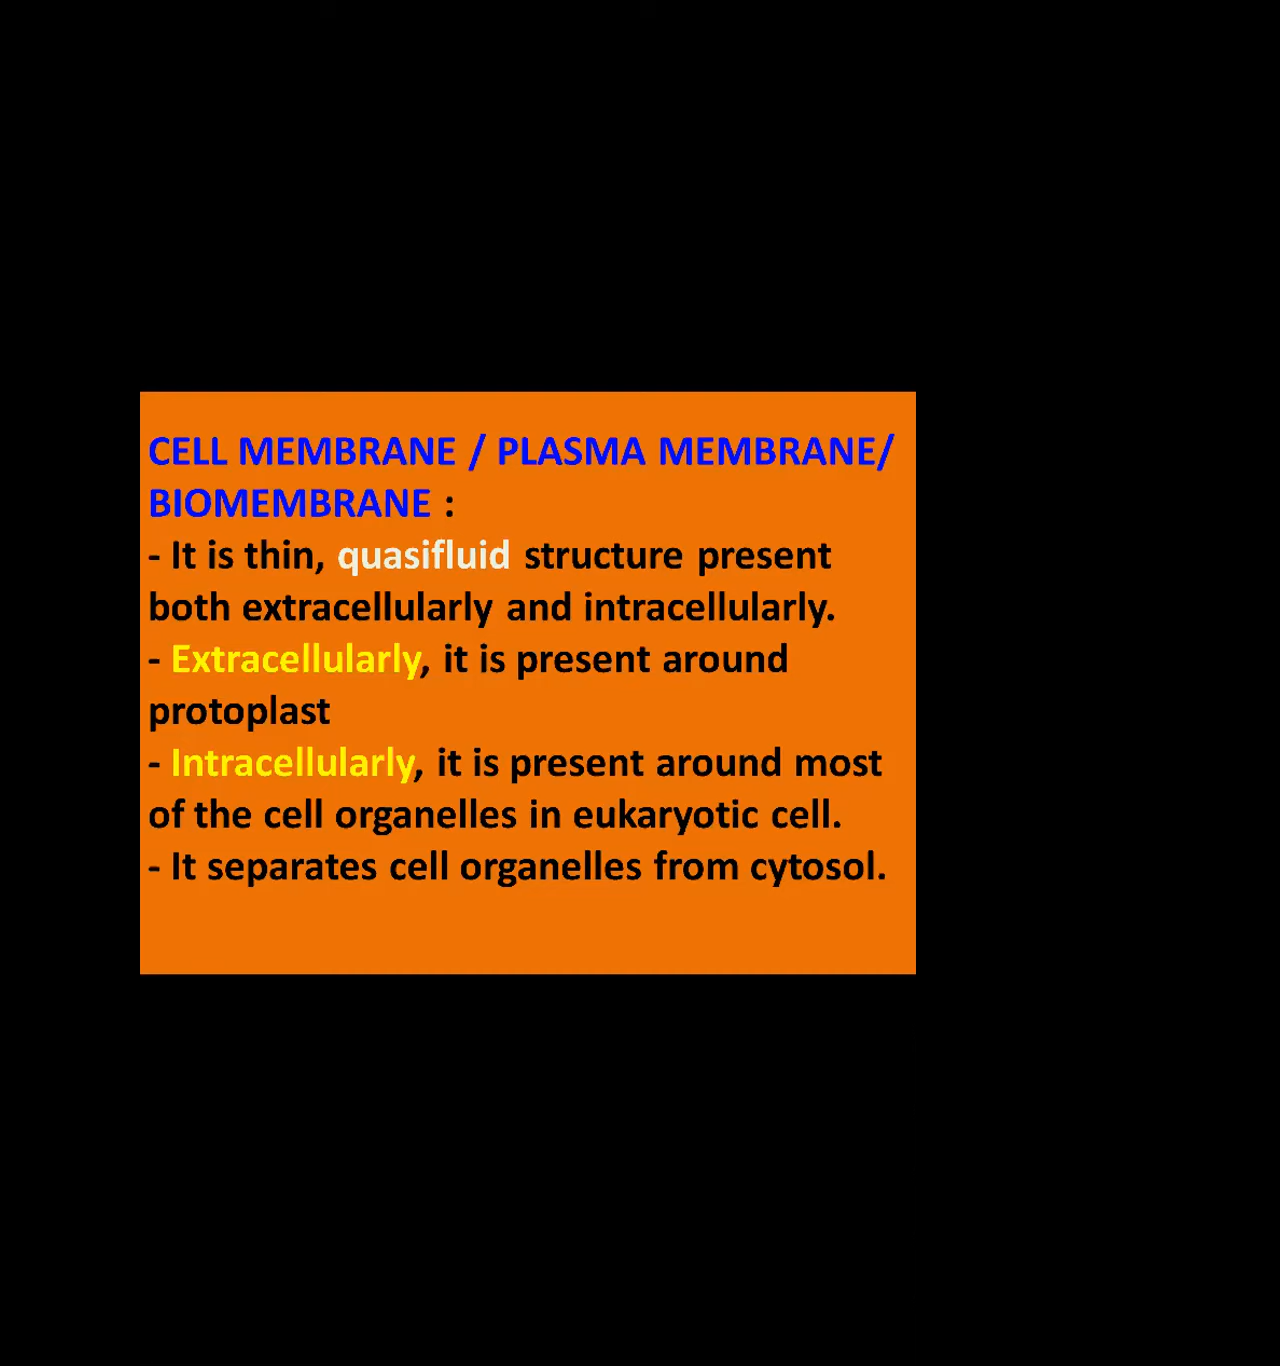 CELL MEMBRANE / PLASMA MEMBRANE/
BIOMEMBRANE :
- It is thin, quasifluid structure present
both extracellularly and intracellularly.
- Extracellularly, it is present around
protoplast
- Intracellularly, it is present around most
of the cell organelles in eukaryotic cell.
- It separates cell organelles from cytosol.